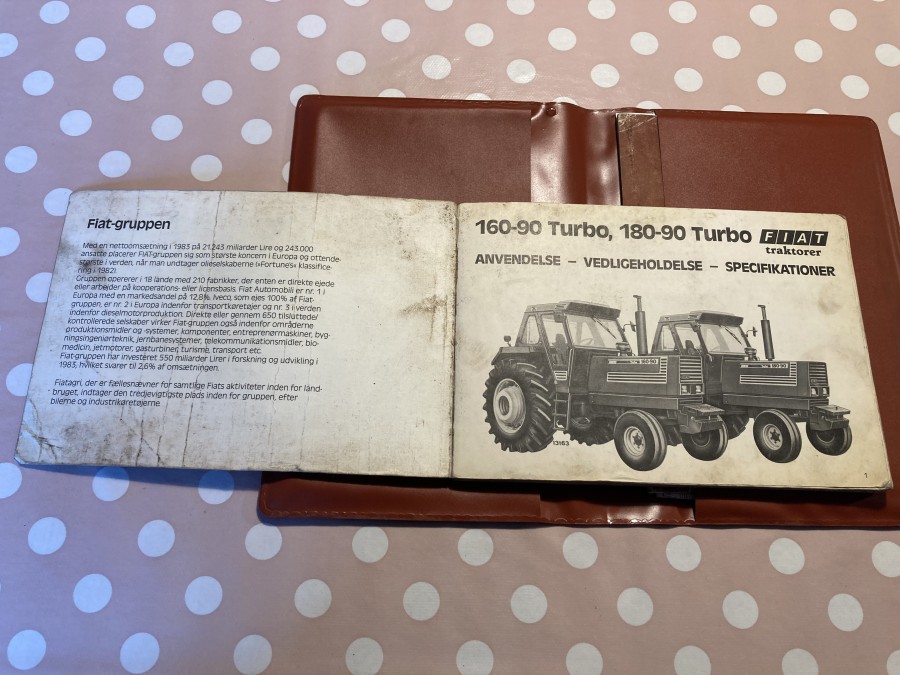 Fiat-gruppen
Med en nettoomsætning i 1983 på 21.243 miliarder Lire og 243.000
ansatte placerer FIAT-gruppen sig som største koncern i Europa og ottende-
største i verden, når man undtager olieselskaberne (»Fortunes« klassifice-
ring i 1982).
Gruppen opererer i 18 lande med 210 fabrikker, der enten er direkte ejede
eller arbejder på kooperations- eller licensbasis. Fiat Automobili er nr. 1 i
Europa med en markedsandel på 12,8%. Iveco, som ejes 100% af Fiat-
gruppen, er nr. 2 i Europa indenfor transportkøretøjer og nr. 3 i verden
indenfor dieselmotorproduktion. Direkte eller gennem 650 tilsluttede/
kontrollerede selskaber virker Fiat-gruppen også indenfor områderne
produktionsmidler og -systemer, komponenter, entreprenørmaskiner, byg-
ningsingeniørteknik, jernbanesystemer, telekommunikationsmidler, bio-
medicin, jetmotorer, gasturbiner, turisme, transport etc.
Fiat-gruppen har investeret 550 miliarder Lirer i forskning og udvikling i
1983, hvilket svarer til 2,6% af omsætningen.
Fiatagri, der er fællesnævner for samtlige Fiats aktiviteter inden for land-
bruget, indtager den tredjevigtigste plads inden for gruppen, efter
bilerne og industrikøretøjerne.
160-90 Turbo, 180-90 Turbo FIAT
traktorer
ANVENDELSE – VEDLIGEHOLDELSE – SPECIFIKATIONER
160-90
180-90
13163
1